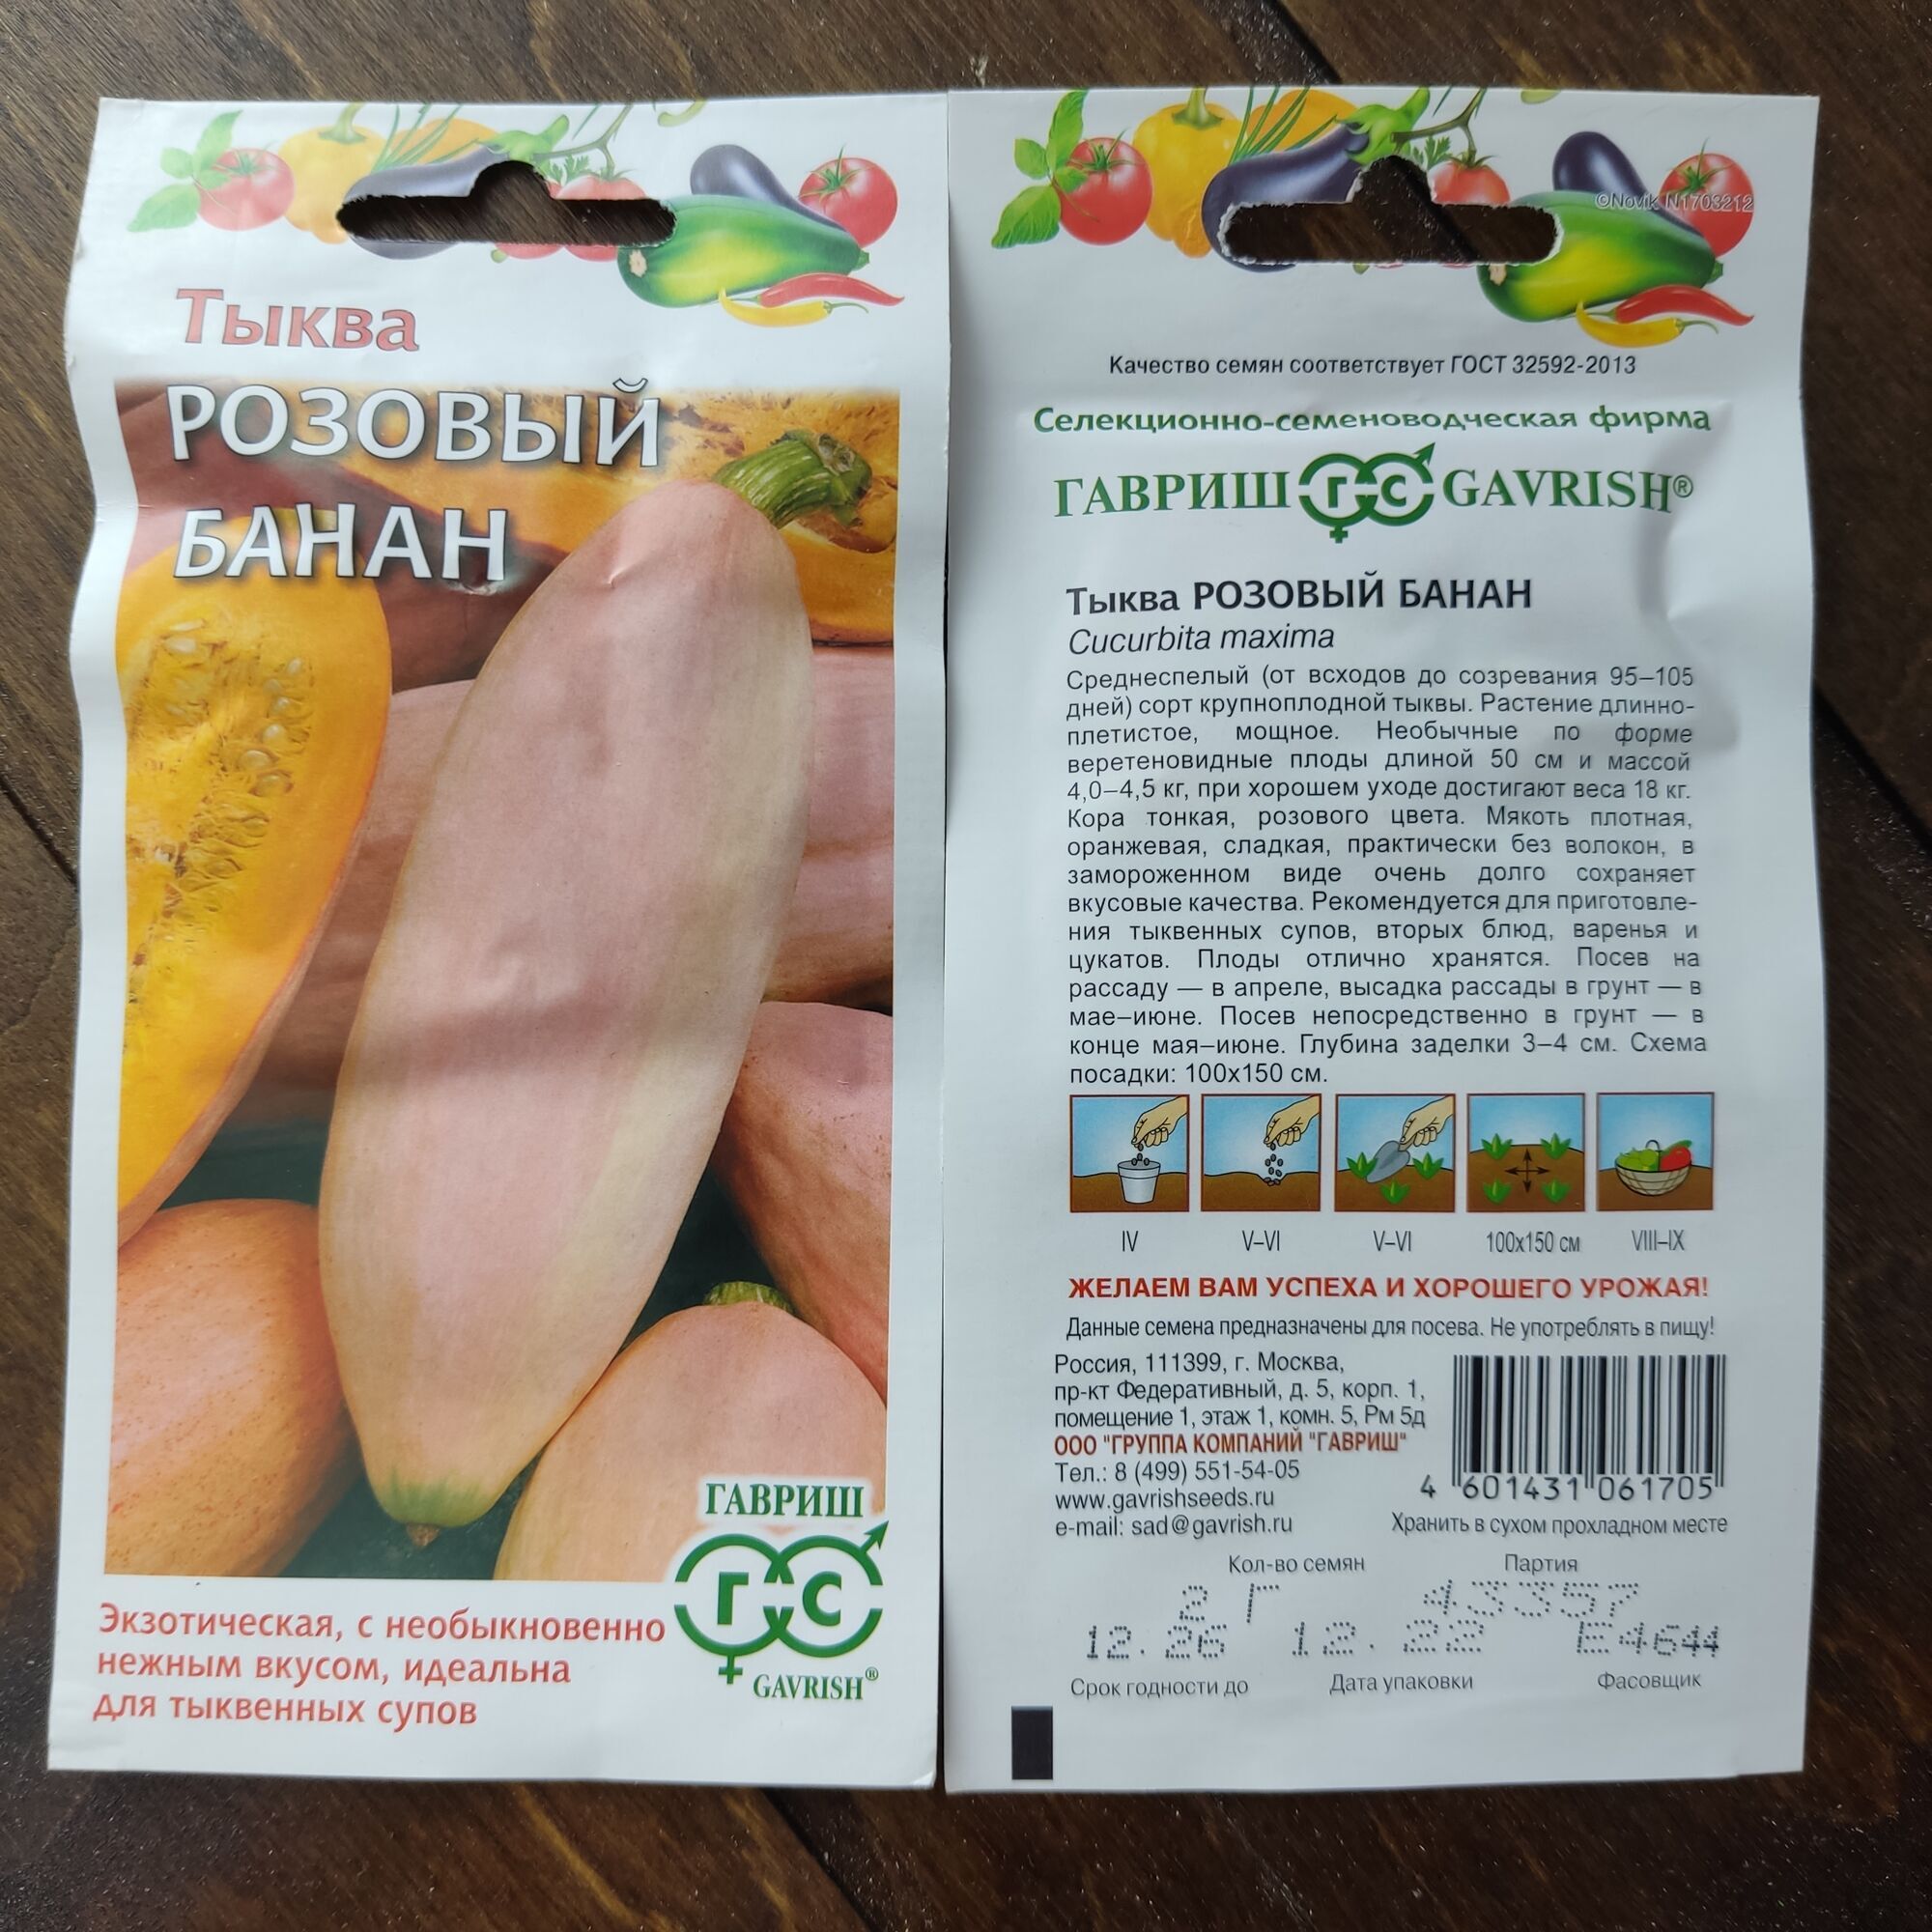 Тыква
РОЗОВЫЙ
БАНАН
ГАВРИШ
ГС
GAVRISH®
Экзотическая, с необыкновенно
нежным вкусом, идеальна
для тыквенных супов
©Novik N1703212
Качество семян соответствует ГОСТ 32592-2013
Селекционно-семеноводческая фирма
ГАВРИШ ГС GAVRISH®
Тыква РОЗОВЫЙ БАНАН
Cucurbita maxima
Среднеспелый (от всходов до созревания 95–105
дней) сорт крупноплодной тыквы. Растение длинно-
плетистое, мощное. Необычные по форме
веретеновидные плоды длиной 50 см и массой
4,0–4,5 кг, при хорошем уходе достигают веса 18 кг.
Кора тонкая, розового цвета. Мякоть плотная,
оранжевая, сладкая, практически без волокон, в
замороженном виде очень долго сохраняет
вкусовые качества. Рекомендуется для приготовле-
ния тыквенных супов, вторых блюд, варенья и
цукатов. Плоды отлично хранятся. Посев на
рассаду — в апреле, высадка рассады в грунт — в
мае–июне. Посев непосредственно в грунт — в
конце мая–июне. Глубина заделки 3–4 см. Схема
посадки: 100x150 см.
IV V–VI V–VI 100x150 см VIII–IX
ЖЕЛАЕМ ВАМ УСПЕХА И ХОРОШЕГО УРОЖАЯ!
Данные семена предназначены для посева. Не употреблять в пищу!
Россия, 111399, г. Москва,
пр-кт Федеративный, д. 5, корп. 1,
помещение 1, этаж 1, комн. 5, Рм 5д
ООО "ГРУППА КОМПАНИЙ "ГАВРИШ"
Тел.: 8 (499) 551-54-05
www.gavrishseeds.ru
e-mail: sad@gavrish.ru
4 601431 061705
Хранить в сухом прохладном месте
Кол-во семян Партия
2 Г 43357
12.26 12.22 Е4644
Срок годности до Дата упаковки Фасовщик